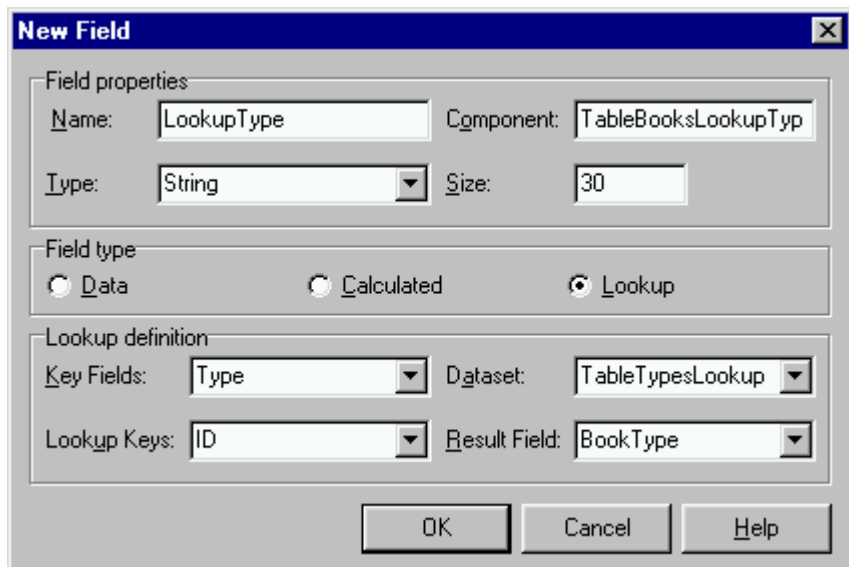 New Field
Field properties
Name: LookupType Component: TableBooksLookupTyp
Type: String Size: 30
Field type
Data Calculated Lookup
Lookup definition
Key Fields: Type Dataset: TableTypesLookup
Lookup Keys: ID Result Field: BookType
OK Cancel Help